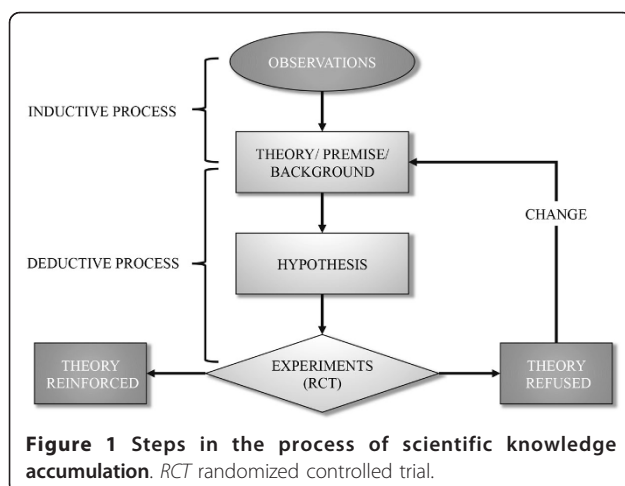 OBSERVATIONS
INDUCTIVE PROCESS
THEORY/ PREMISE/
BACKGROUND
CHANGE
HYPOTHESIS
DEDUCTIVE PROCESS
THEORY
REINFORCED
EXPERIMENTS
(RCT)
THEORY
REFUSED
Figure 1 Steps in the process of scientific knowledge
accumulation. RCT randomized controlled trial.